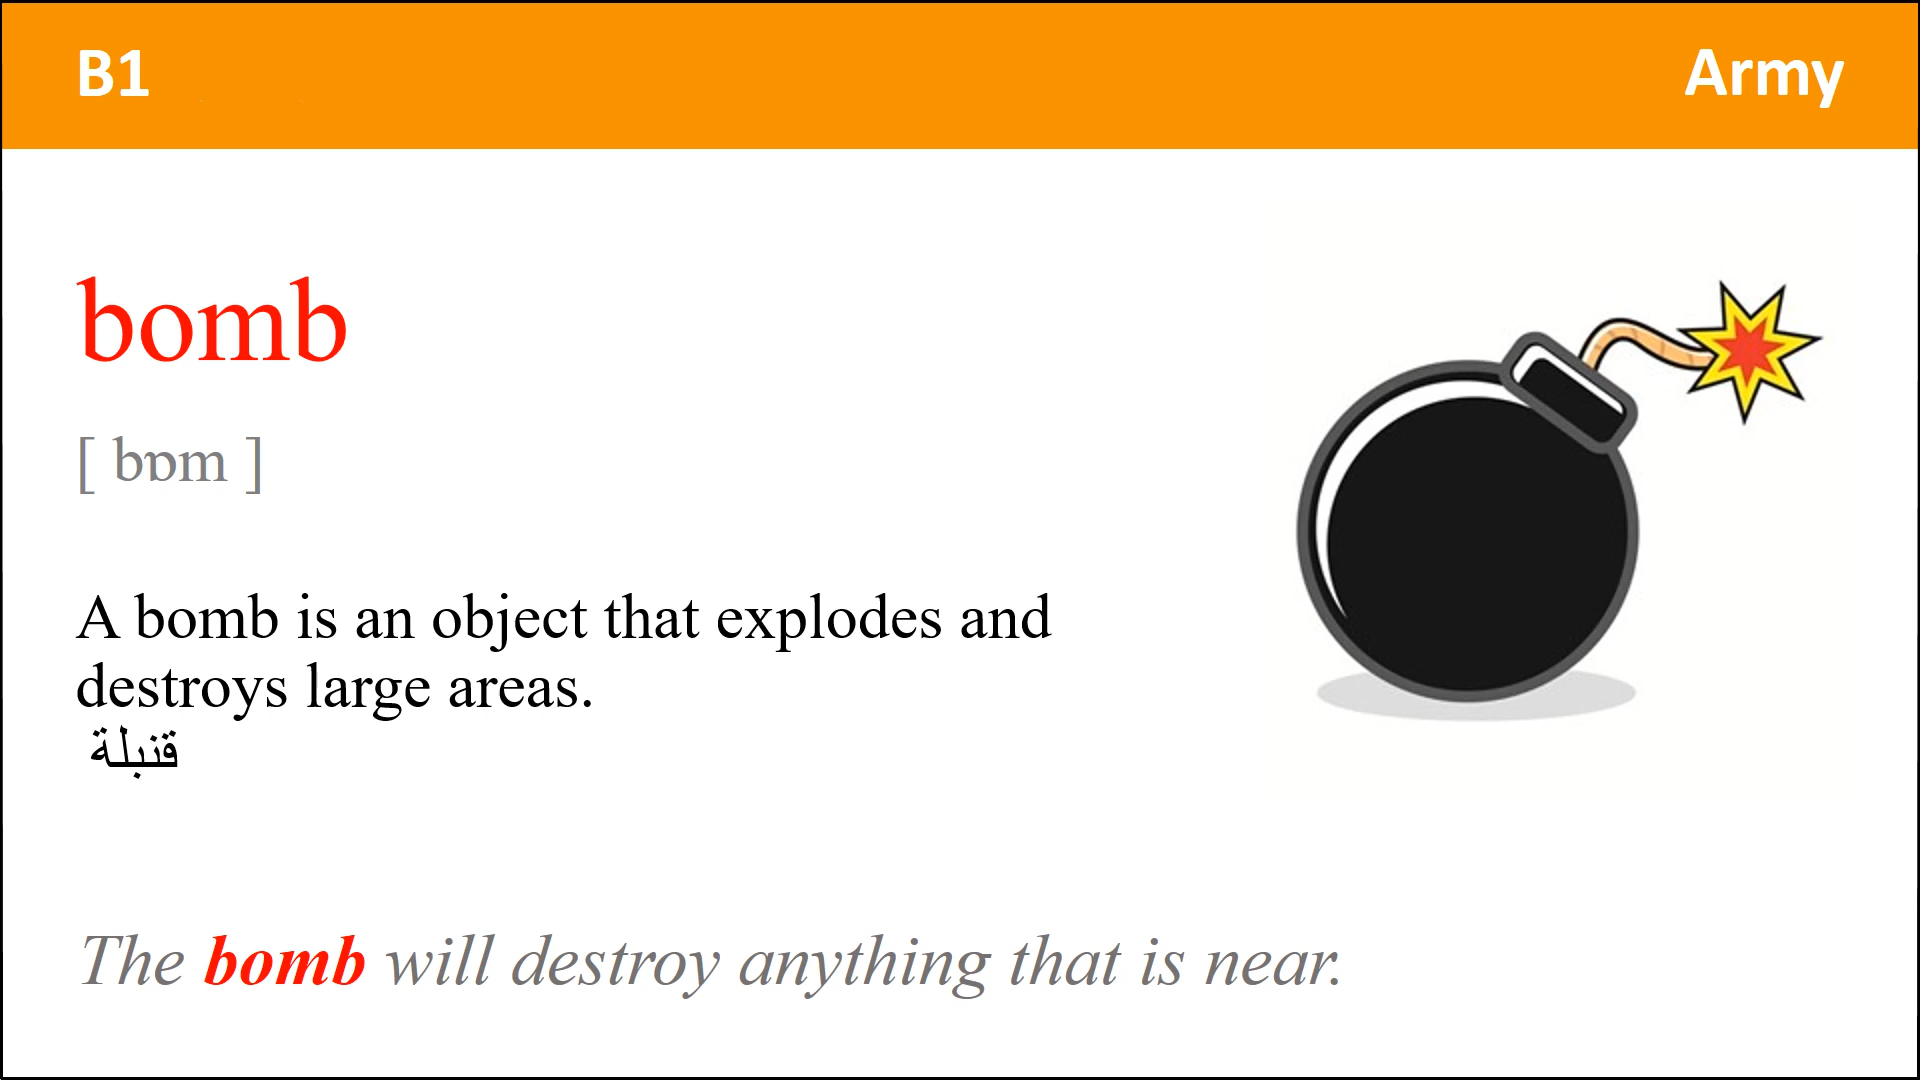 B1
Army
bomb
[ bɒm ]
A bomb is an object that explodes and
destroys large areas.
قنبلة
The bomb will destroy anything that is near.